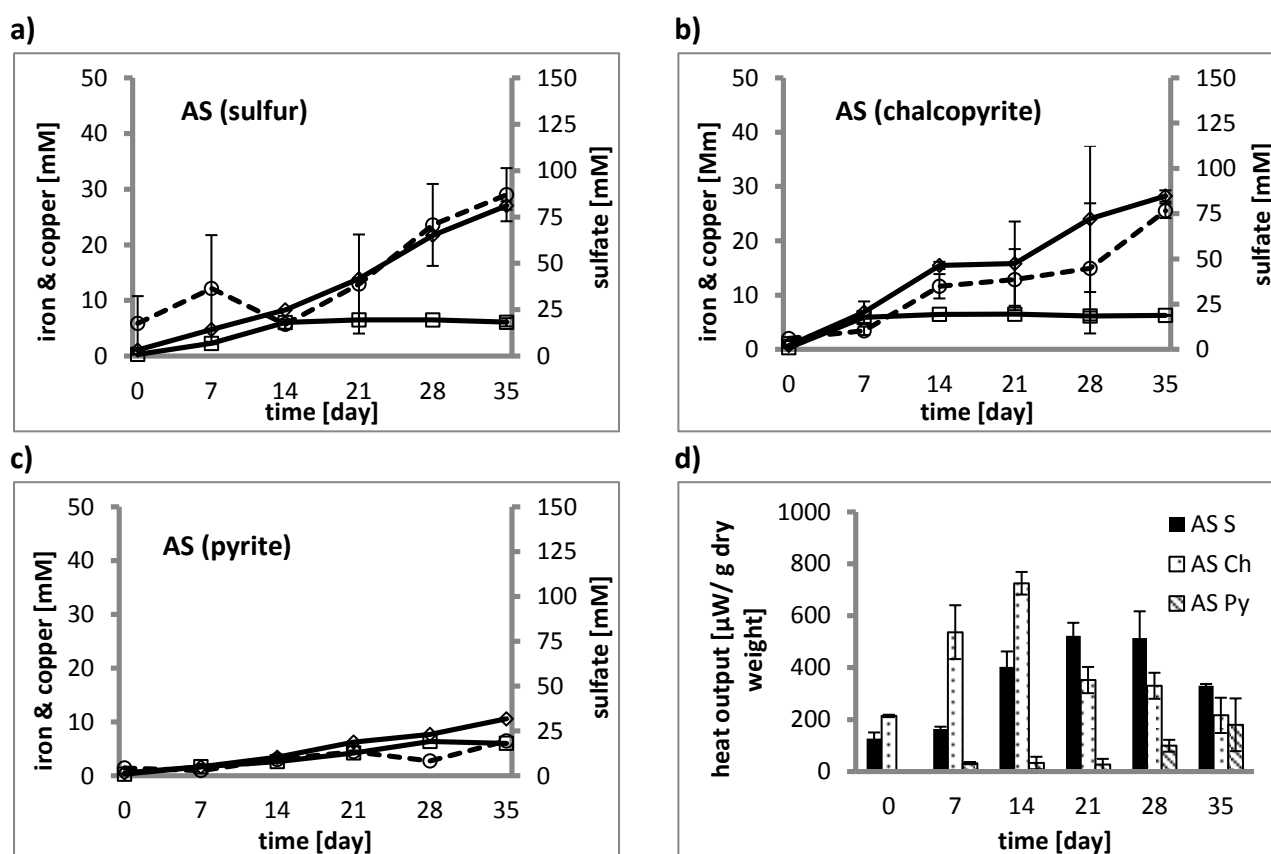 a)
AS (sulfur)
iron & copper [mM]
50
40
30
20
10
0
150
125
100
75
50
25
0
sulfate [mM]
0 7 14 21 28 35
time [day]
b)
AS (chalcopyrite)
iron & copper [Mm]
50
40
30
20
10
0
150
125
100
75
50
25
0
sulfate [mM]
0 7 14 21 28 35
time [day]
c)
AS (pyrite)
iron & copper [mM]
50
40
30
20
10
0
150
125
100
75
50
25
0
sulfate [mM]
0 7 14 21 28 35
time [day]
d)
heat output [µW/ g dry
weight]
1000
800
600
400
200
0
AS S
AS Ch
AS Py
0 7 14 21 28 35
time [day]